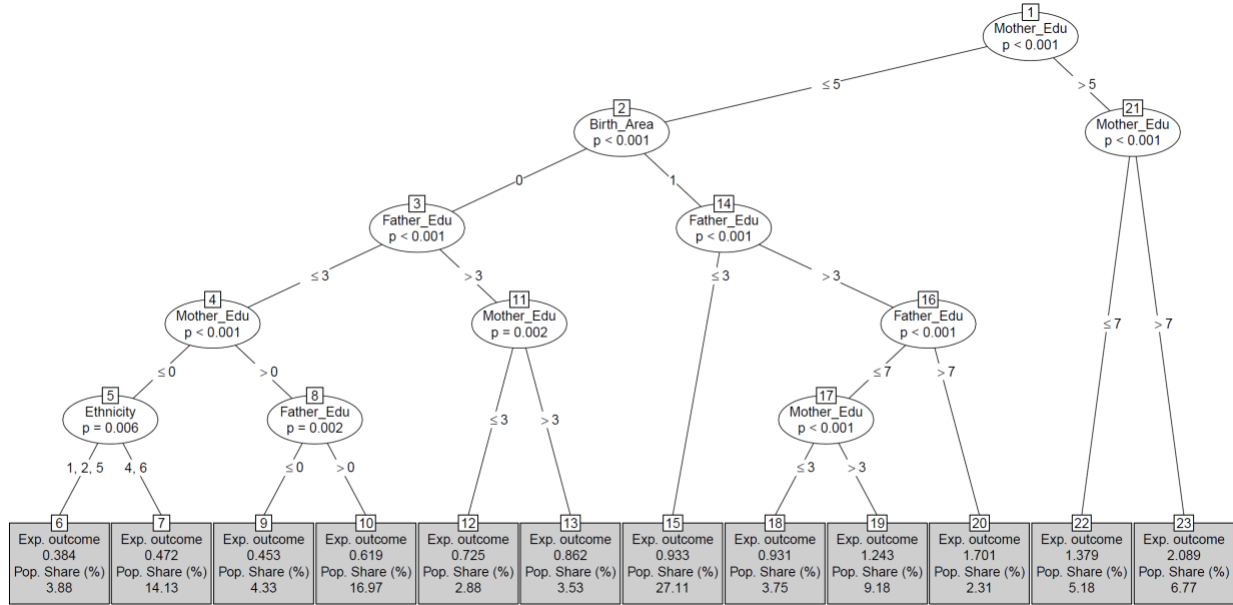 1
Mother_Edu
p < 0.001
≤ 5
> 5
2
Birth_Area
p < 0.001
21
Mother_Edu
p < 0.001
0
1
3
Father_Edu
p < 0.001
14
Father_Edu
p < 0.001
≤ 3
> 3
≤ 3
> 3
4
Mother_Edu
p < 0.001
11
Mother_Edu
p = 0.002
16
Father_Edu
p < 0.001
≤ 7
> 7
≤ 0
> 0
≤ 7
> 7
5
Ethnicity
p = 0.006
8
Father_Edu
p = 0.002
≤ 3
> 3
17
Mother_Edu
p < 0.001
1, 2, 5
4, 6
≤ 0
> 0
≤ 3
> 3
6
Exp. outcome
0.384
Pop. Share (%)
3.88
7
Exp. outcome
0.472
Pop. Share (%)
14.13
9
Exp. outcome
0.453
Pop. Share (%)
4.33
10
Exp. outcome
0.619
Pop. Share (%)
16.97
12
Exp. outcome
0.725
Pop. Share (%)
2.88
13
Exp. outcome
0.862
Pop. Share (%)
3.53
15
Exp. outcome
0.933
Pop. Share (%)
27.11
18
Exp. outcome
0.931
Pop. Share (%)
3.75
19
Exp. outcome
1.243
Pop. Share (%)
9.18
20
Exp. outcome
1.701
Pop. Share (%)
2.31
22
Exp. outcome
1.379
Pop. Share (%)
5.18
23
Exp. outcome
2.089
Pop. Share (%)
6.77